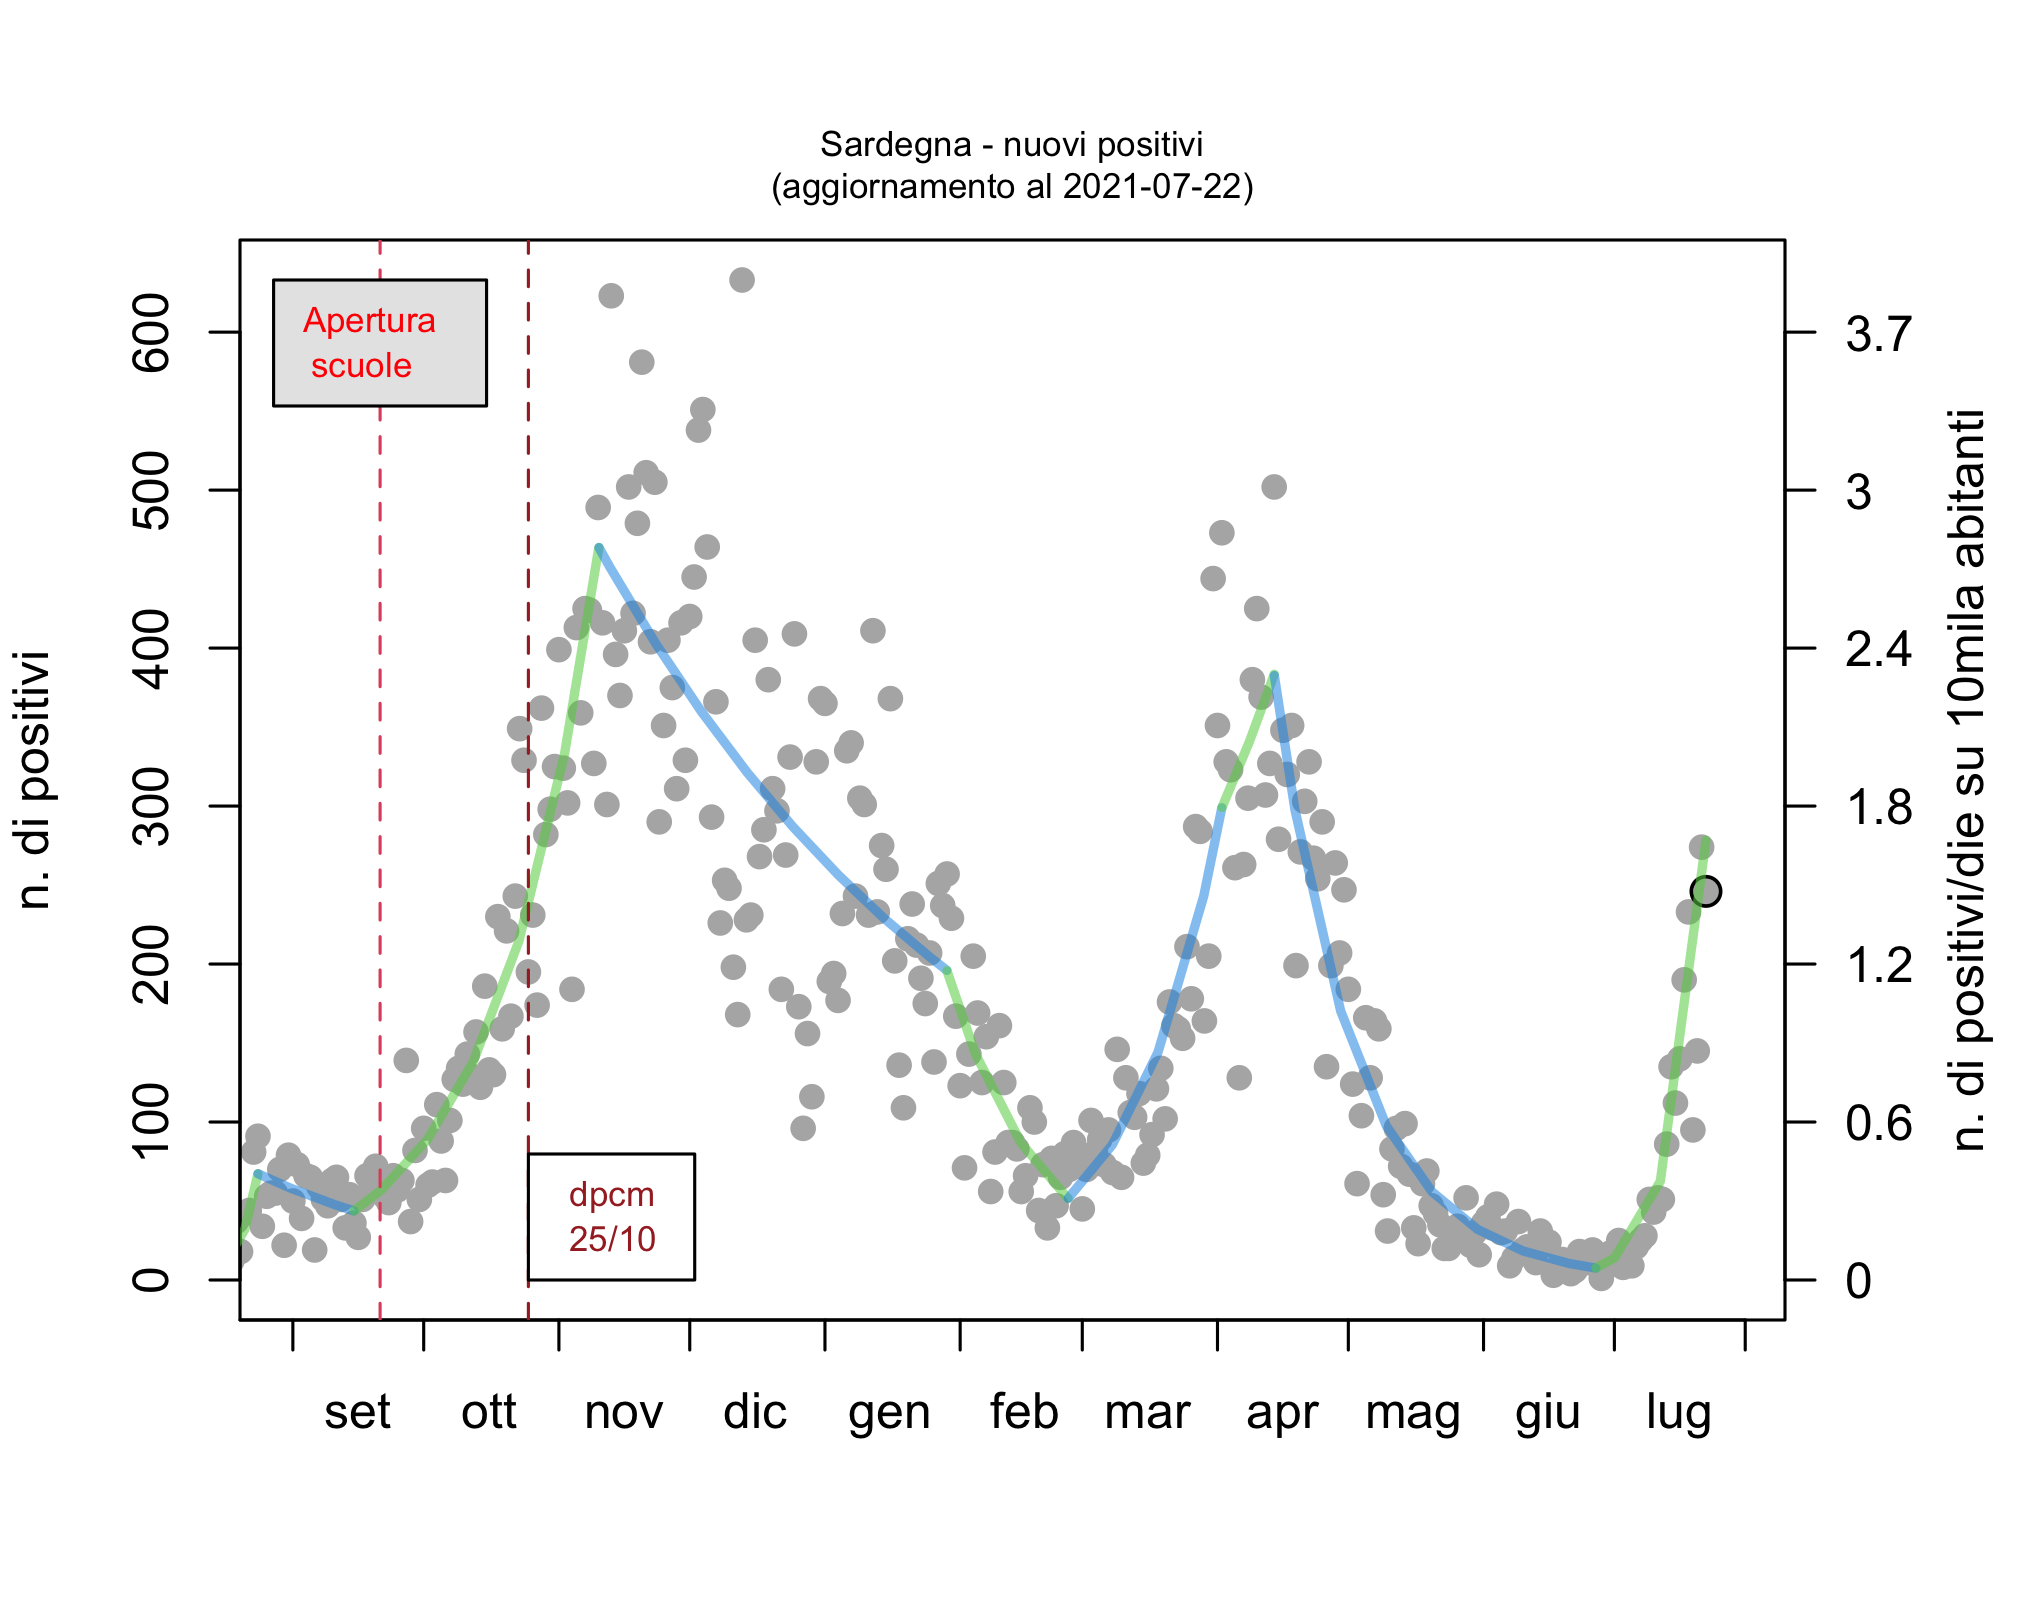 Sardegna - nuovi positivi
(aggiornamento al 2021-07-22)
Apertura
scuole
dpcm
25/10
n. di positivi
0
100
200
300
400
500
600
n. di positivi/die su 10mila abitanti
3.7
3
2.4
1.8
1.2
0.6
0
set ott nov dic gen feb mar apr mag giu lug